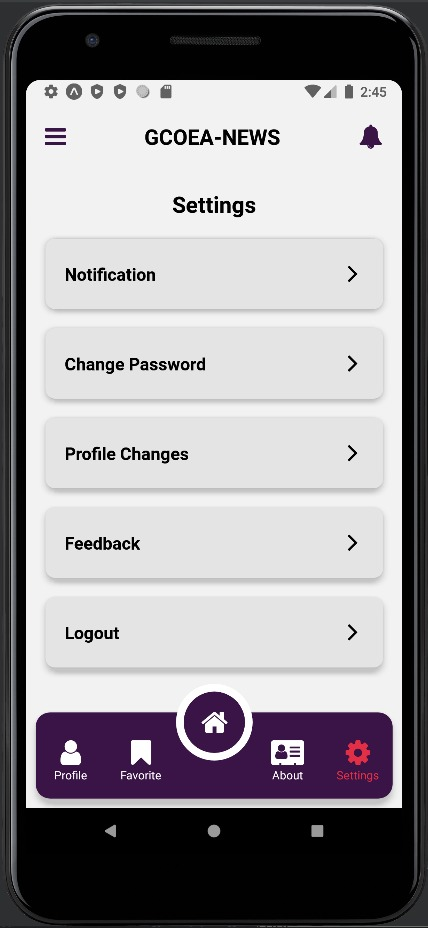 2:45
GCOEA-NEWS
Settings
Notification
Change Password
Profile Changes
Feedback
Logout
Profile Favorite About Settings